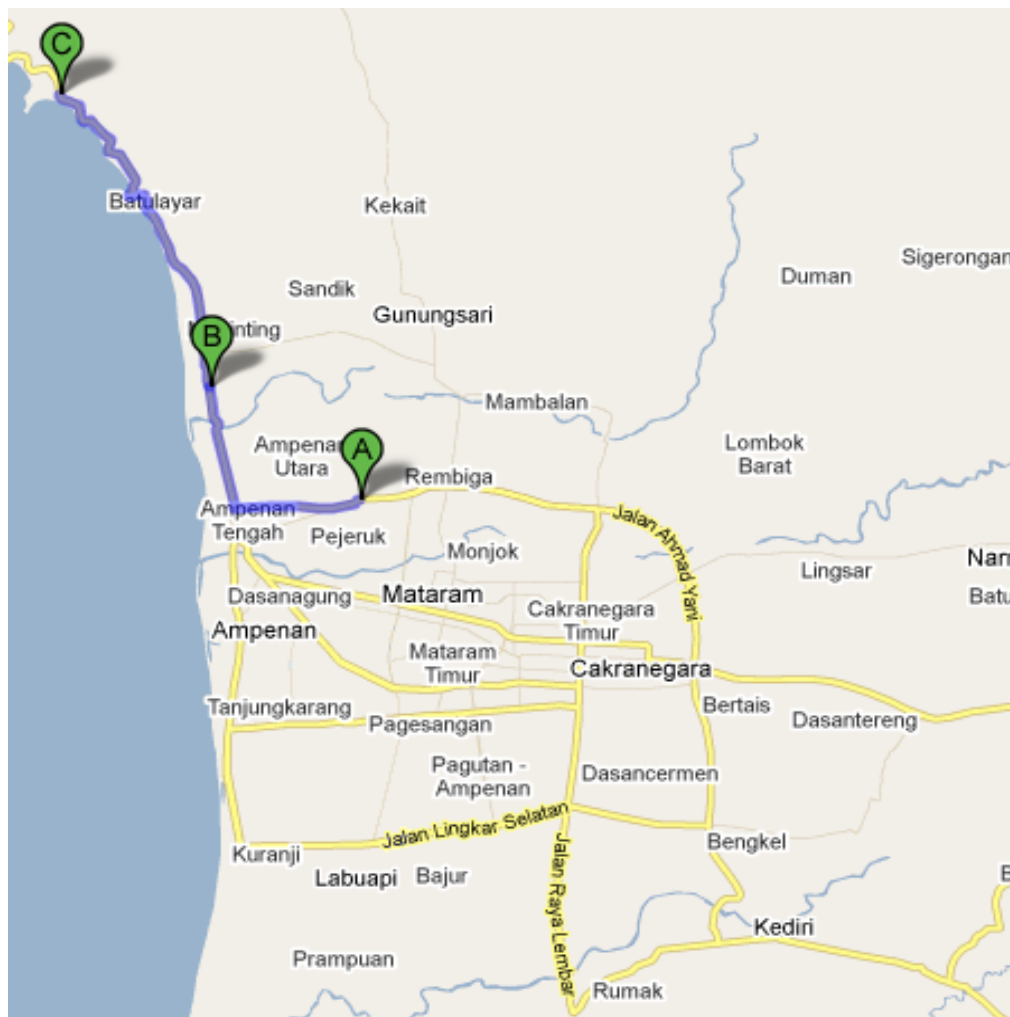 C
Batulayar
Kekait
Sigerongan
Duman
Sandik
Gunungsari
B
Mambalan
Ampenan
Utara
A
Lombok
Barat
Rembiga
Ampenan
Tengah
Pejeruk
Jalan Ahmad Yani
Monjok
Lingsar
Dasanagung
Mataram
Cakranegara
Timur
Ampenan
Mataram
Timur
Cakranegara
Tanjungkarang
Pagesangan
Bertais
Dasantereng
Pagutan -
Ampenan
Dasancermen
Jalan Lingkar Selatan
Kuranji
Bengkel
Labuapi
Bajur
Jalan Raya Lembar
Kediri
Prampuan
Rumak